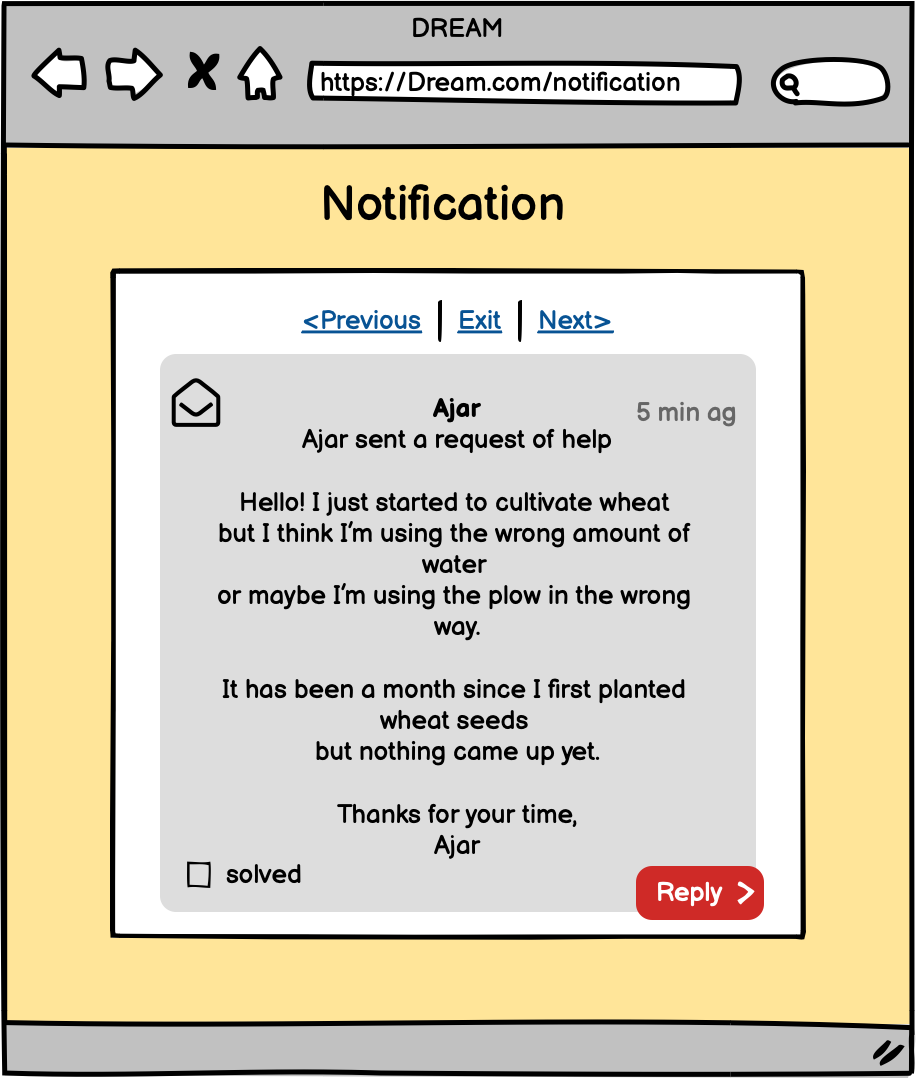 DREAM
https://Dream.com/notification
Notification
<Previous | Exit | Next>
Ajar
5 min ag
Ajar sent a request of help
Hello! I just started to cultivate wheat
but I think I'm using the wrong amount of
water
or maybe I'm using the plow in the wrong
way.
It has been a month since I first planted
wheat seeds
but nothing came up yet.
Thanks for your time,
Ajar
solved
Reply >